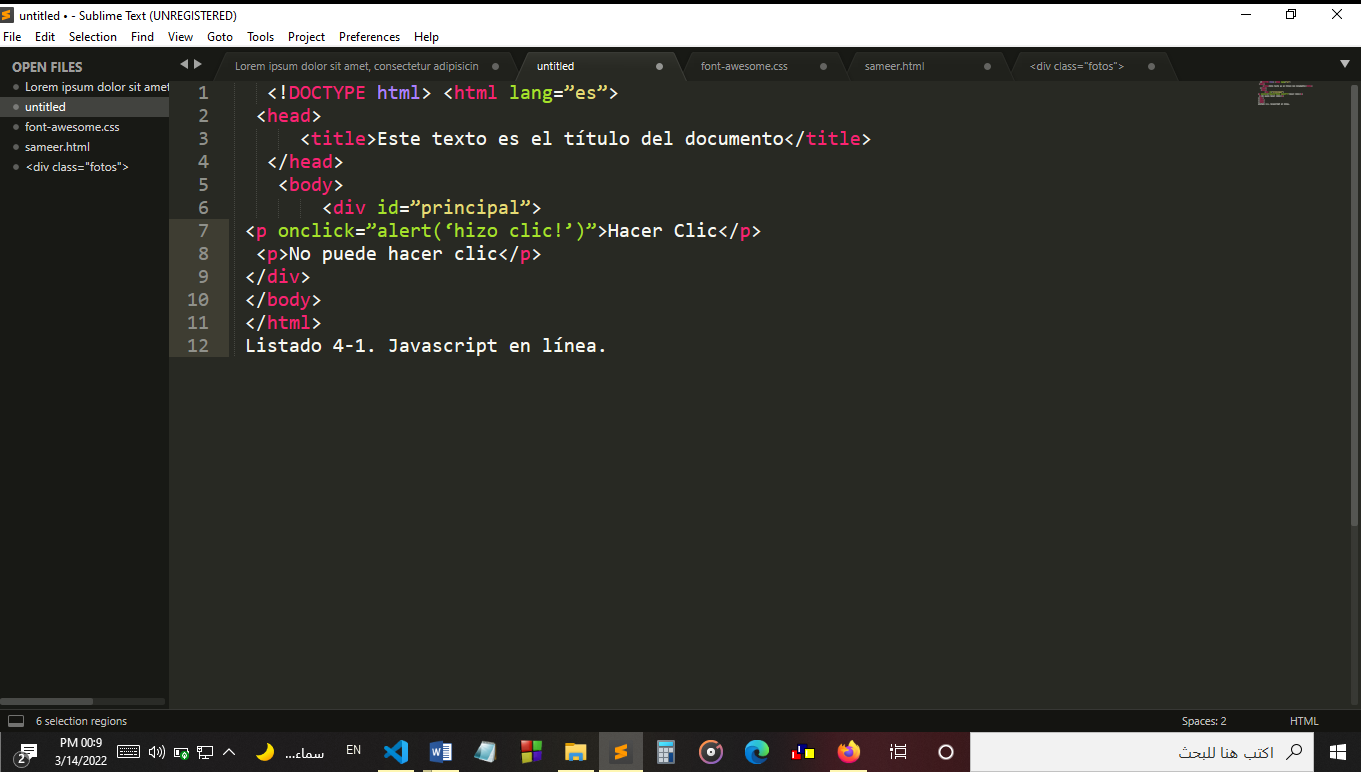 untitled • - Sublime Text (UNREGISTERED)
File Edit Selection Find View Goto Tools Project Preferences Help
OPEN FILES
Lorem ipsum dolor sit amet
untitled
font-awesome.css
sameer.html
<div class="fotos">
Lorem ipsum dolor sit amet, consectetur adipisicin
untitled
font-awesome.css
sameer.html
<div class="fotos">
1 <!DOCTYPE html> <html lang=”es”>
2 <head>
3 <title>Este texto es el título del documento</title>
4 </head>
5 <body>
6 <div id=”principal”>
7 <p onclick=”alert(‘hizo clic!’)”>Hacer Clic</p>
8 <p>No puede hacer clic</p>
9 </div>
10 </body>
11 </html>
12 Listado 4-1. Javascript en línea.
6 selection regions
Spaces: 2
HTML
2
PM 00:9
3/14/2022
سماء...
EN
اكتب هنا للبحث